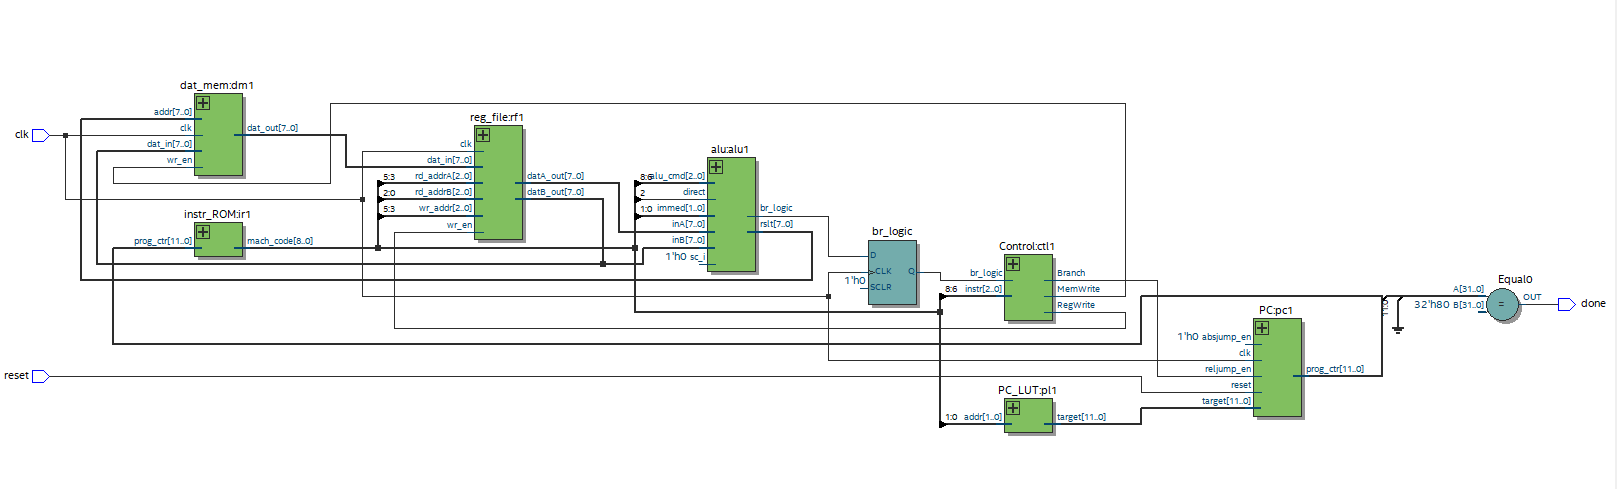 dat_mem:dm1
addr[7..0]
clk
dat_in[7..0]
wr_en
dat_out[7..0]
clk
instr_ROM:ir1
prog_ctr[11..0]
mach_code[8..0]
reg_file:rf1
clk
dat_in[7..0]
5:3 rd_addrA[2..0]
2:0 rd_addrB[2..0]
5:3 wr_addr[2..0]
wr_en
datA_out[7..0]
datB_out[7..0]
alu:alu1
8:6 alu_cmd[2..0]
2 direct
1:0 immed[1..0]
inA[7..0]
inB[7..0]
1'h0 sc_i
br_logic
rslt[7..0]
br_logic
D
CLK
1'h0 SCLR
Q
Control:ctl1
br_logic
8:6 instr[2..0]
Branch
MemWrite
RegWrite
PC_LUT:pl1
1:0 addr[1..0]
target[11..0]
PC:pc1
1'h0 absjump_en
clk
reljump_en
reset
target[11..0]
prog_ctr[11..0]
11:0
Equal0
A[31..0]
32'h80 B[31..0]
=
OUT
done
reset